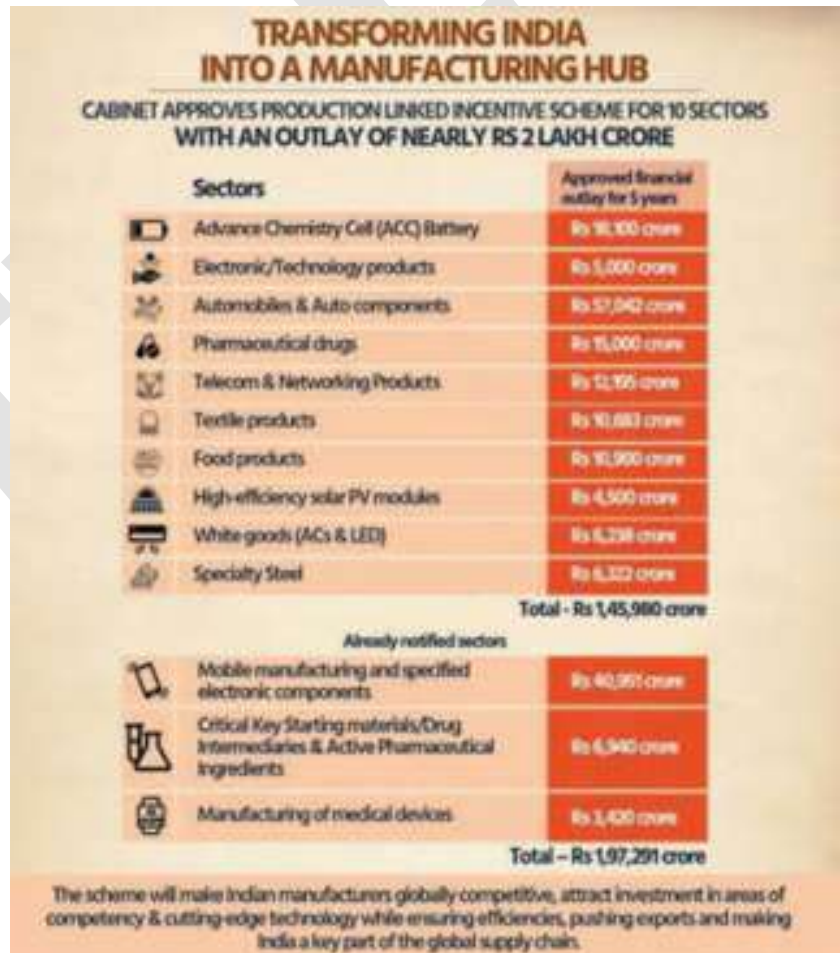 TRANSFORMING INDIA
INTO A MANUFACTURING HUB
CABINET APPROVES PRODUCTION LINKED INCENTIVE SCHEME FOR 10 SECTORS
WITH AN OUTLAY OF NEARLY RS 2 LAKH CRORE
Sectors
Approved financial
outlay for 5 years
Advance Chemistry Cell (ACC) Battery
Rs 18,100 crore
Electronic/Technology products
Rs 5,000 crore
Automobiles & Auto components
Rs 57,042 crore
Pharmaceutical drugs
Rs 15,000 crore
Telecom & Networking Products
Rs 12,195 crore
Textile products
Rs 10,683 crore
Food products
Rs 10,900 crore
High-efficiency solar PV modules
Rs 4,500 crore
White goods (ACs & LED)
Rs 6,238 crore
Specialty Steel
Rs 6,322 crore
Total - Rs 1,45,980 crore
Already notified sectors
Mobile manufacturing and specified
electronic components
Rs 40,951 crore
Critical Key Starting materials/Drug
Intermediaries & Active Pharmaceutical
Ingredients
Rs 6,940 crore
Manufacturing of medical devices
Rs 3,420 crore
Total – Rs 1,97,291 crore
The scheme will make Indian manufacturers globally competitive, attract investment in areas of
competency & cutting-edge technology while ensuring efficiencies, pushing exports and making
India a key part of the global supply chain.